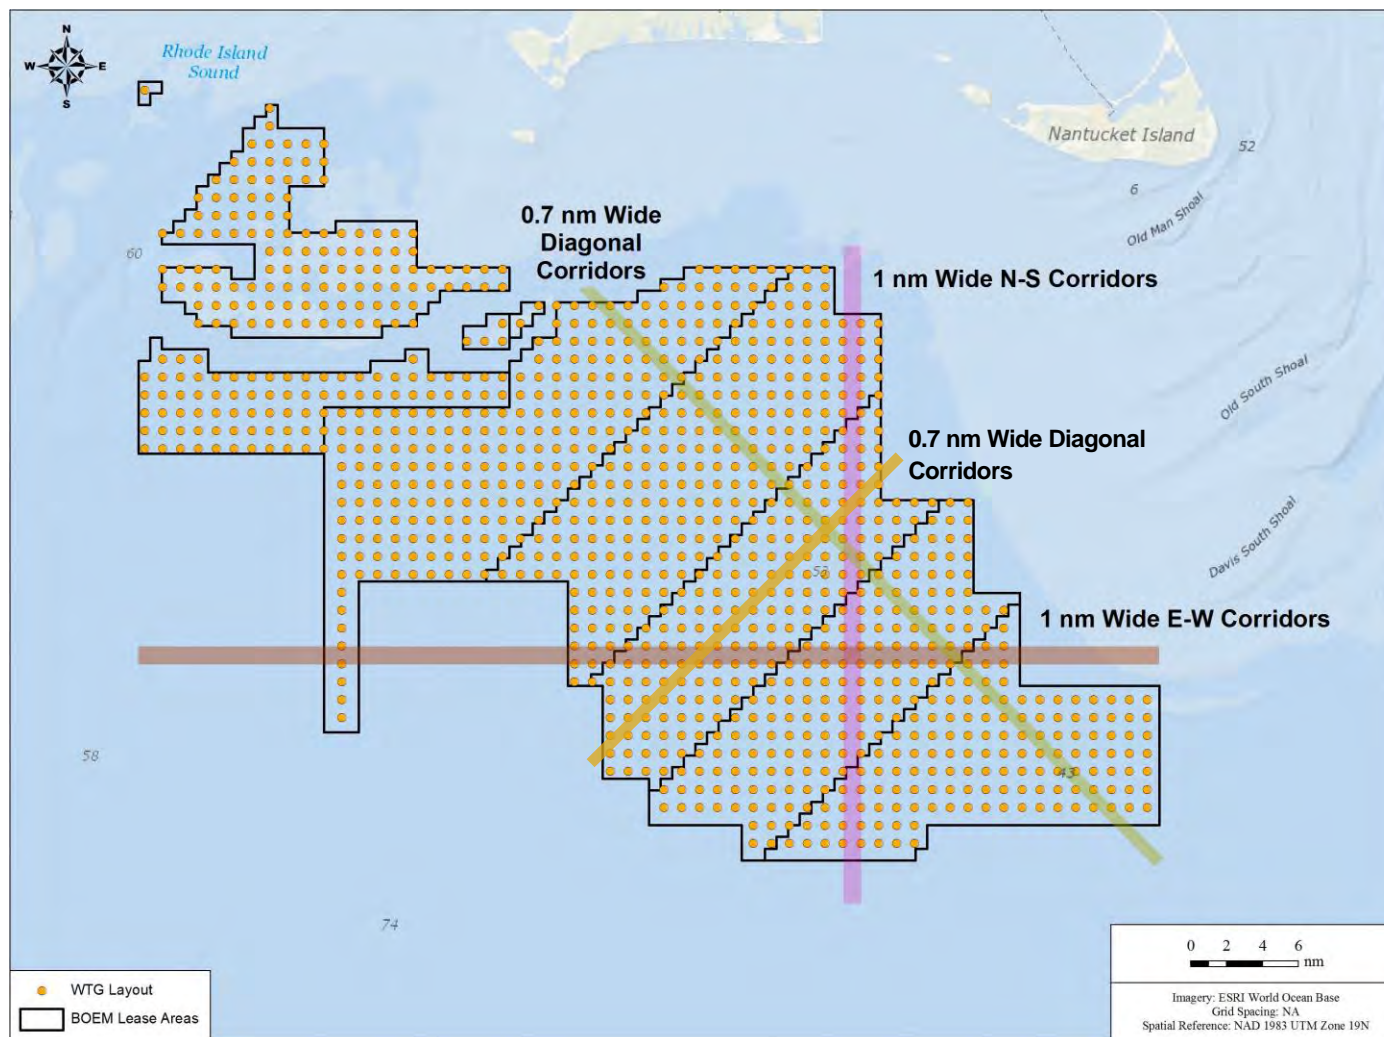 N
W E
S
Rhode Island
Sound
Nantucket Island
52
6
Old Man Shoal
60
0.7 nm Wide
Diagonal
Corridors
1 nm Wide N-S Corridors
Old South Shoal
0.7 nm Wide Diagonal
Corridors
Davis South Shoal
53
1 nm Wide E-W Corridors
58
43
74
0 2 4 6
nm
WTG Layout
BOEM Lease Areas
Imagery: ESRI World Ocean Base
Grid Spacing: NA
Spatial Reference: NAD 1983 UTM Zone 19N